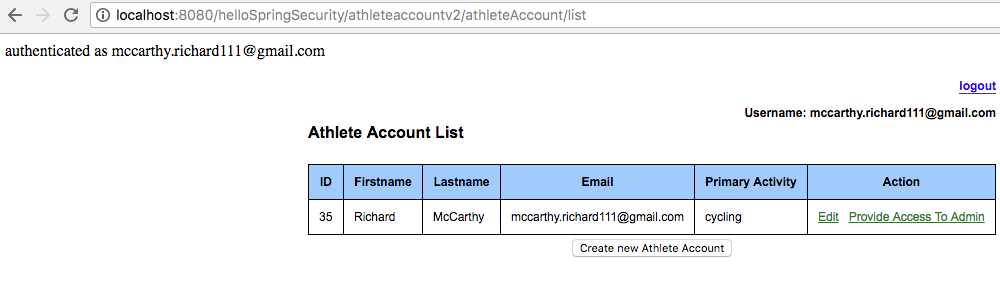 localhost:8080/helloSpringSecurity/athleteaccountv2/athleteAccount/list
authenticated as mccarthy.richard111@gmail.com
logout
Username: mccarthy.richard111@gmail.com
Athlete Account List
ID Firstname Lastname Email Primary Activity Action
35 Richard McCarthy mccarthy.richard111@gmail.com cycling Edit Provide Access To Admin
Create new Athlete Account